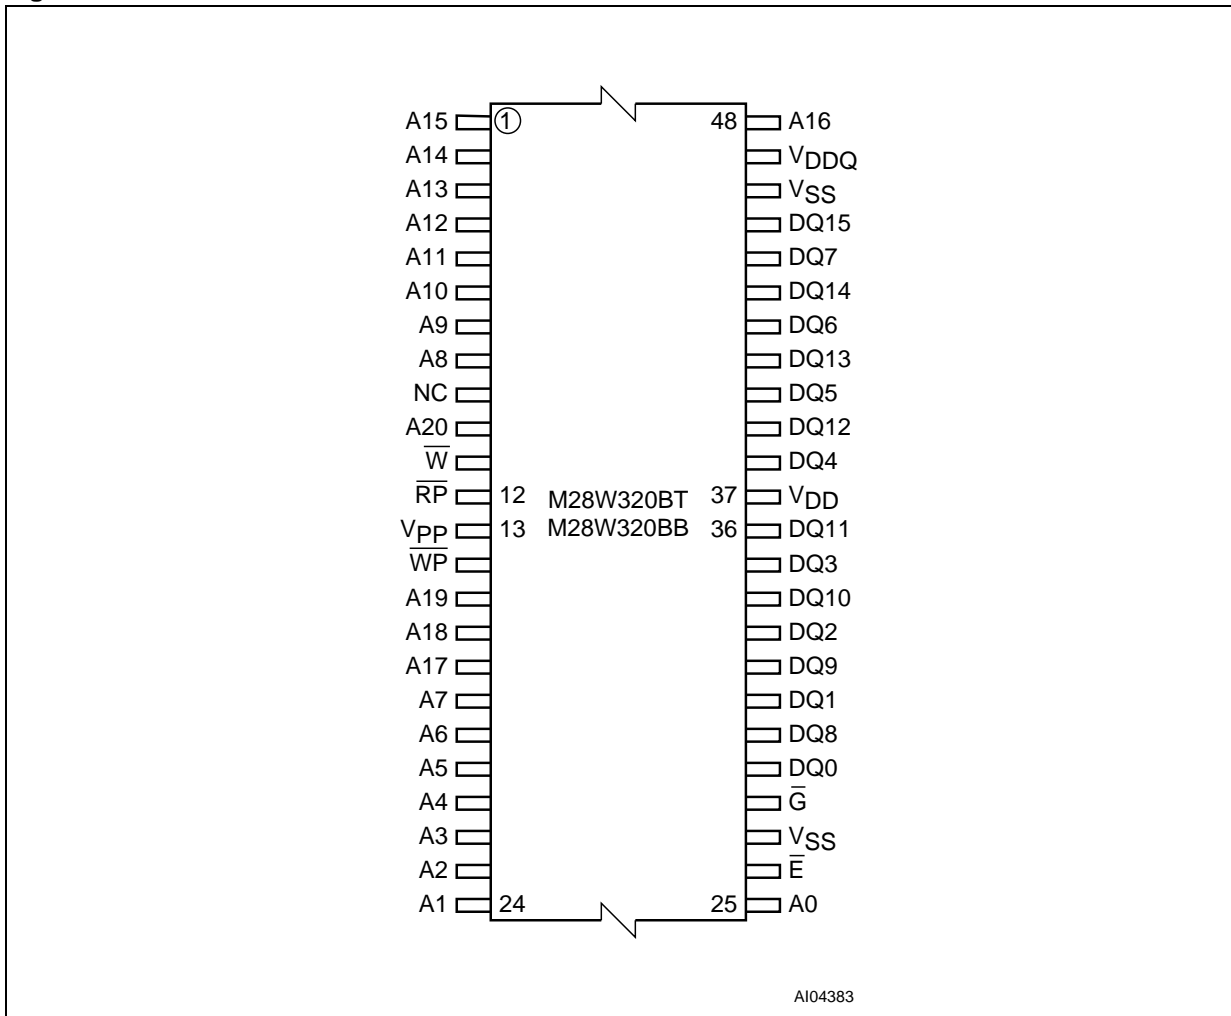 A15 1 48 A16
A14 VDDQ
A13 VSS
A12 DQ15
A11 DQ7
A10 DQ14
A9 DQ6
A8 DQ13
NC DQ5
A20 DQ12
W̅ DQ4
R̅P̅ 12 M28W320BT 37 VDD
VPP 13 M28W320BB 36 DQ11
W̅P̅ DQ3
A19 DQ10
A18 DQ2
A17 DQ9
A7 DQ1
A6 DQ8
A5 DQ0
A4 G̅
A3 VSS
A2 E̅
A1 24 25 A0
AI04383